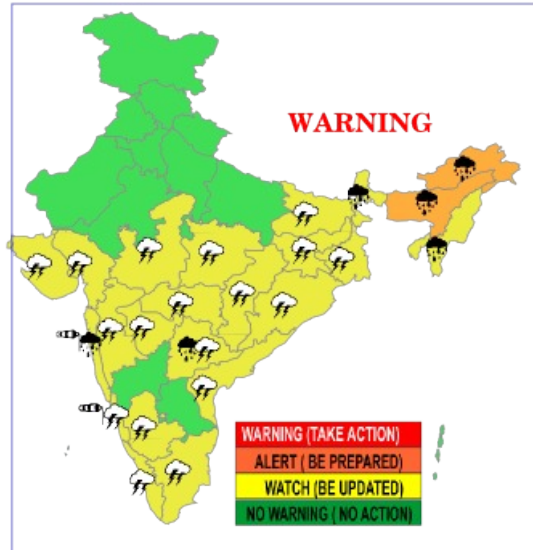 WARNING
WARNING (TAKE ACTION)
ALERT ( BE PREPARED)
WATCH (BE UPDATED)
NO WARNING ( NO ACTION)